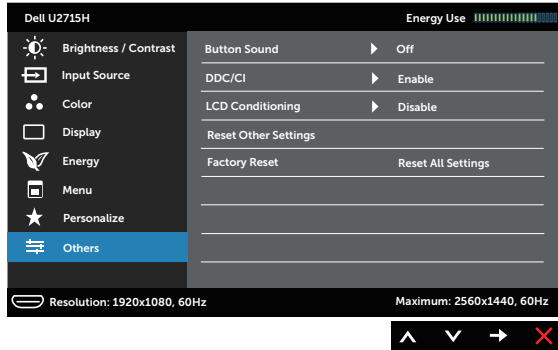 Dell U2715H Energy Use
Brightness / Contrast Button Sound Off
Input Source DDC/CI Enable
Color LCD Conditioning Disable
Display Reset Other Settings
Energy Factory Reset Reset All Settings
Menu
Personalize
Others
Resolution: 1920x1080, 60Hz Maximum: 2560x1440, 60Hz